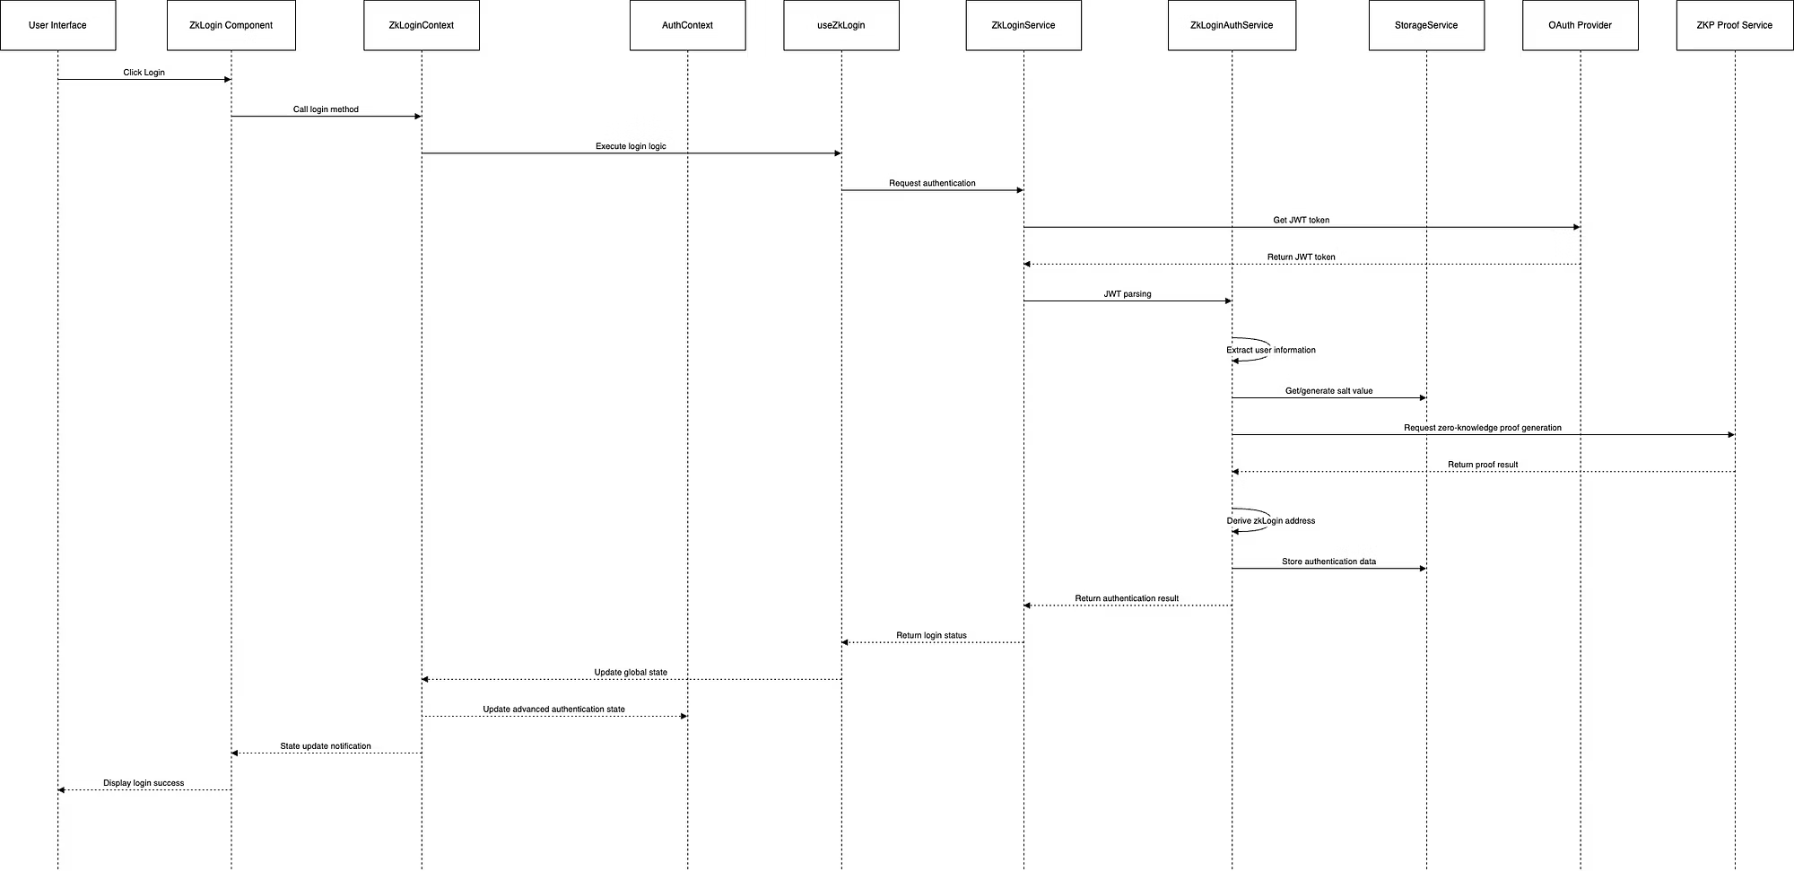 User Interface
ZkLogin Component
ZkLoginContext
AuthContext
useZkLogin
ZkLoginService
ZkLoginAuthService
StorageService
OAuth Provider
ZKP Proof Service
Click Login
Call login method
Execute login logic
Request authentication
Get JWT token
Return JWT token
JWT parsing
Extract user information
Get/generate salt value
Request zero-knowledge proof generation
Return proof result
Derive zkLogin address
Store authentication data
Return authentication result
Return login status
Update global state
Update advanced authentication state
State update notification
Display login success